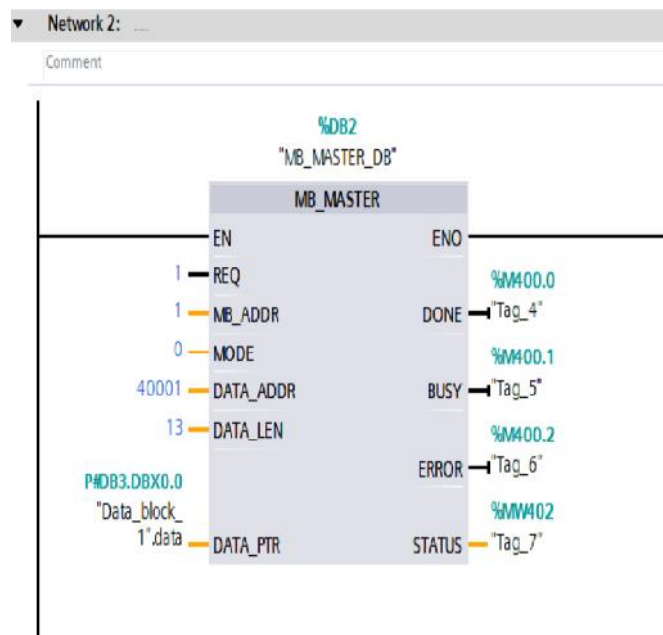 Network 2: ....
Comment
%DB2
"MB_MASTER_DB"
MB_MASTER
EN ENO
1 REQ
%M400.0
1 MB_ADDR DONE "Tag_4"
0 MODE
%M400.1
40001 DATA_ADDR BUSY "Tag_5"
13 DATA_LEN
%M400.2
ERROR "Tag_6"
P#DB3.DBX0.0
"Data_block_
%MW402
1".data DATA_PTR STATUS "Tag_7"